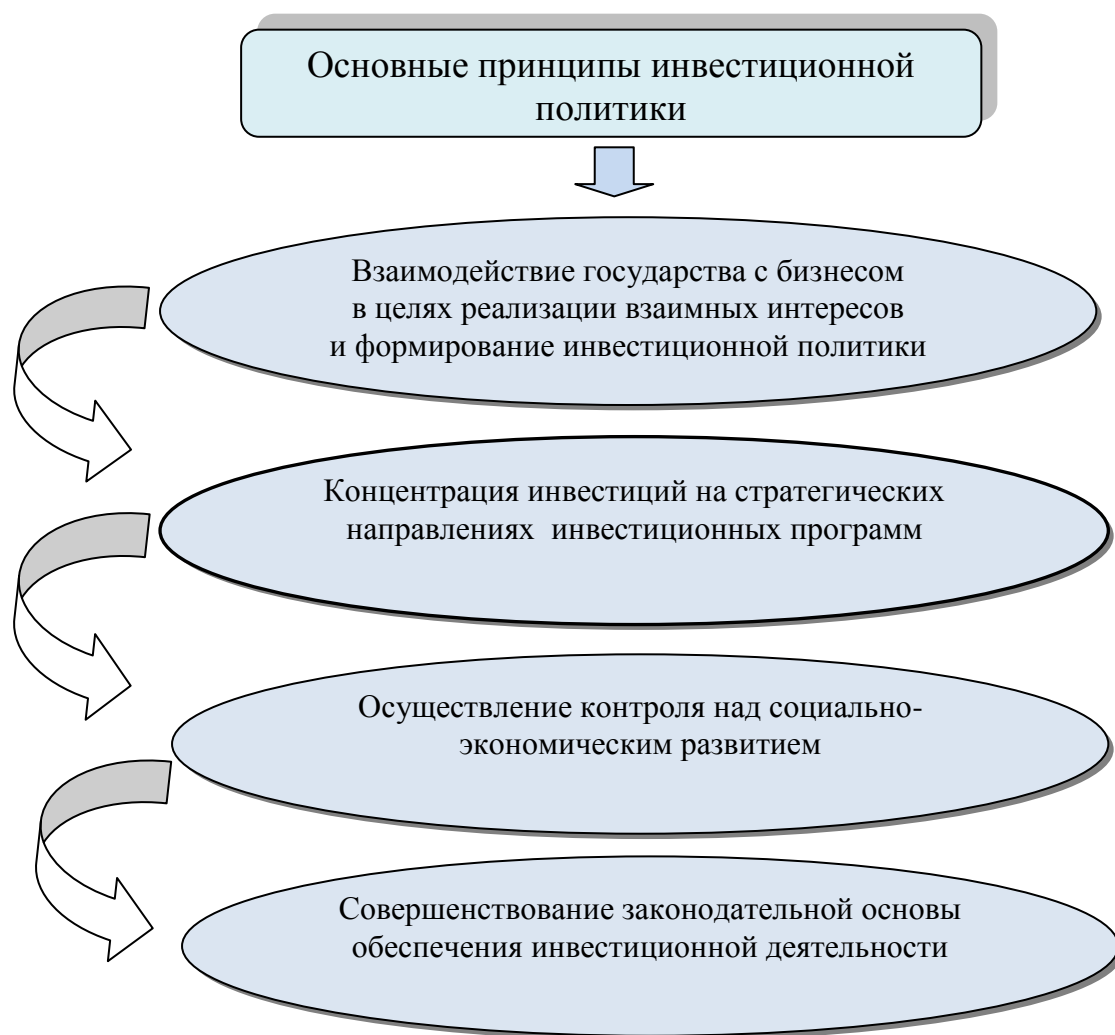 Основные принципы инвестиционной
политики
Взаимодействие государства с бизнесом
в целях реализации взаимных интересов
и формирование инвестиционной политики
Концентрация инвестиций на стратегических
направлениях инвестиционных программ
Осуществление контроля над социально-
экономическим развитием
Совершенствование законодательной основы
обеспечения инвестиционной деятельности